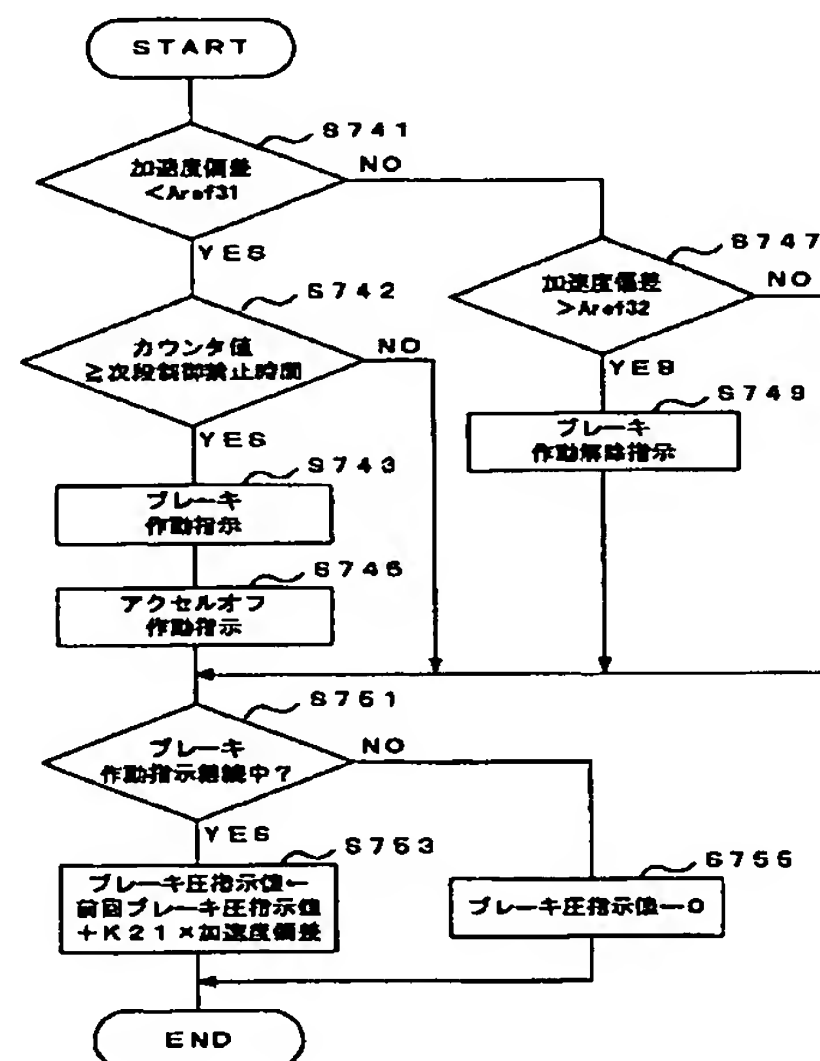 START
S741
加速度偏差
<Aref31
NO
YES
S742
カウンタ値
≧次段制御禁止時間
NO
YES
S743
ブレーキ
作動指示
S745
アクセルオフ
作動指示
S747
加速度偏差
>Aref32
NO
YES
S749
ブレーキ
作動解除指示
S751
ブレーキ
作動指示継続中?
NO
YES
S753
ブレーキ圧指示値←
前回ブレーキ圧指示値
+K21×加速度偏差
S755
ブレーキ圧指示値←0
END